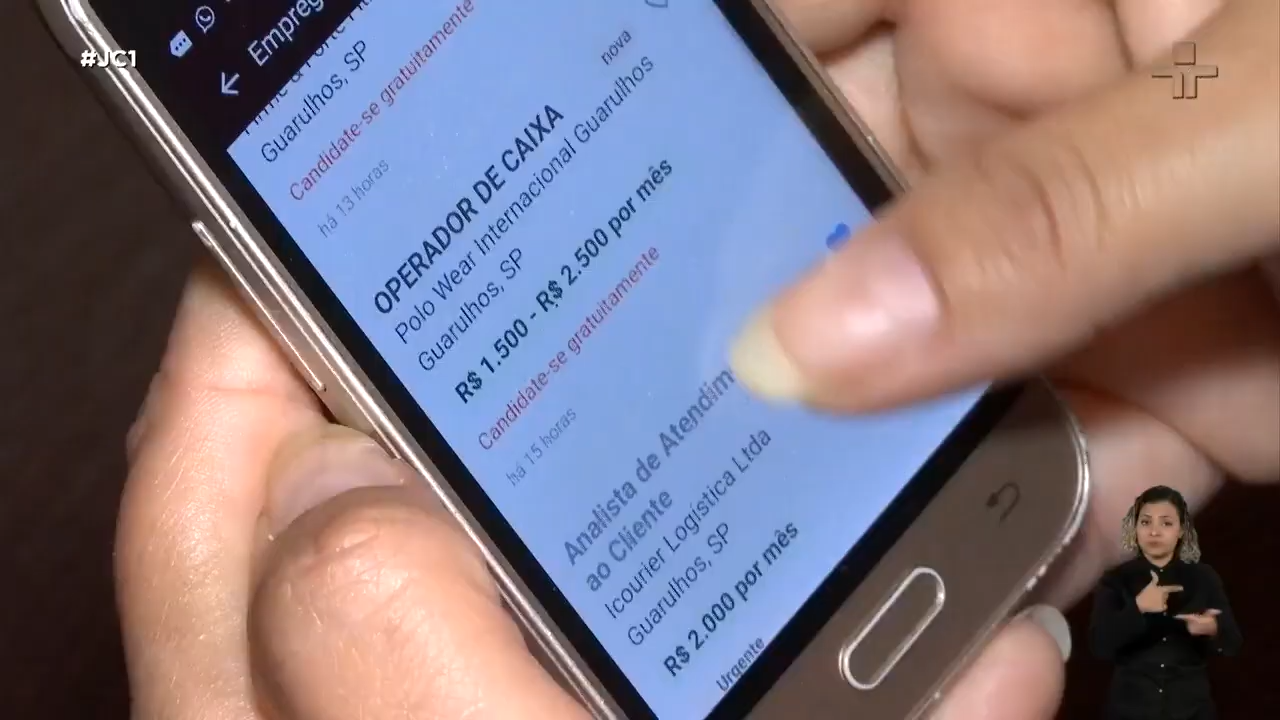 #JC1
Empreg
Guarulhos, SP
Candidate-se gratuitamente
há 13 horas
nova
OPERADOR DE CAIXA
Polo Wear Internacional Guarulhos
Guarulhos, SP
R$ 1.500 - R$ 2.500 por mês
Candidate-se gratuitamente
há 15 horas
Analista de Atendim
ao Cliente
Icourier Logística Ltda
Guarulhos, SP
R$ 2.000 por mês
Urgente